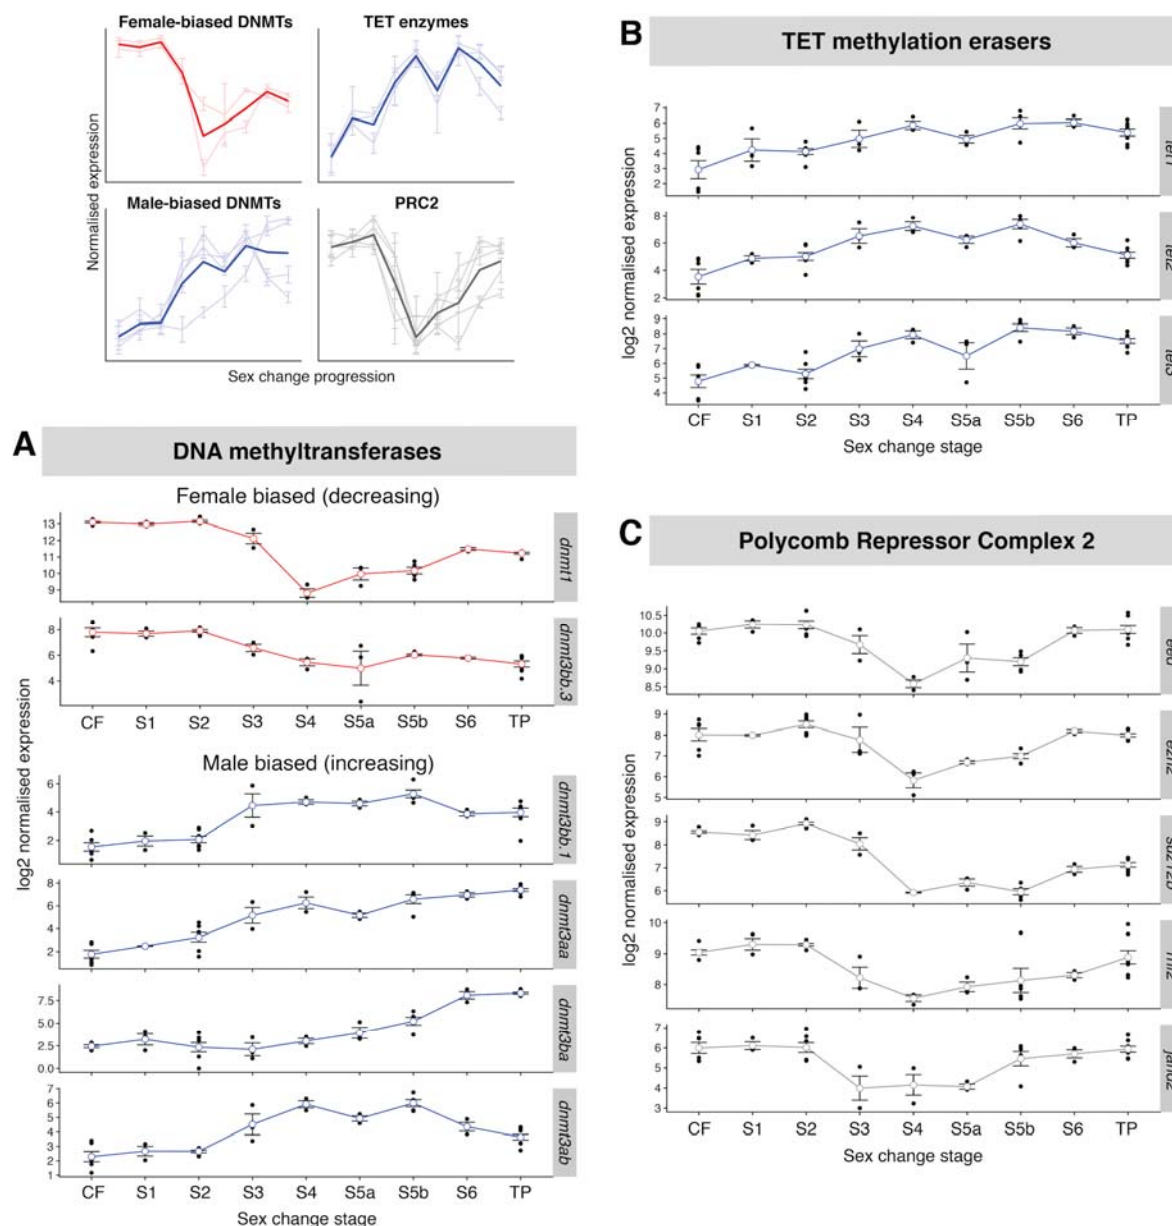 Female-biased DNMTs
TET enzymes
Male-biased DNMTs
PRC2
Normalised expression
Sex change progression
A
DNA methyltransferases
Female biased (decreasing)
13
12
11
10
9
dnmt1
8
6
4
dnmt3bb.3
CF S1 S2 S3 S4 S5a S5b S6 TP
Male biased (increasing)
log2 normalised expression
6
4
2
dnmt3bb.1
8
6
4
2
dnmt3aa
7.5
5.0
2.5
0.0
dnmt3ba
7
6
5
4
3
2
1
dnmt3ab
CF S1 S2 S3 S4 S5a S5b S6 TP
Sex change stage
B
TET methylation erasers
log2 normalised expression
7
6
5
4
3
2
8
6
4
2
9
8
7
6
5
4
CF S1 S2 S3 S4 S5a S5b S6 TP
Sex change stage
C
Polycomb Repressor Complex 2
log2 normalised expression
10.5
10.0
9.5
9.0
8.5
9
8
7
6
5
9
8
7
6
10
9
8
7
6
5
4
3
CF S1 S2 S3 S4 S5a S5b S6 TP
Sex change stage